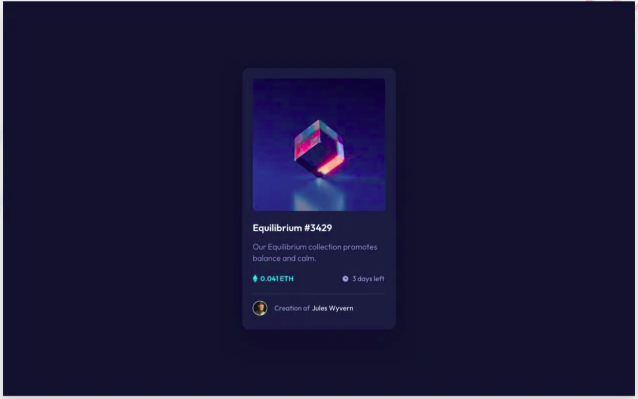 Equilibrium #3429
Our Equilibrium collection promotes
balance and calm.
0.041 ETH
3 days left
Creation of Jules Wyvern